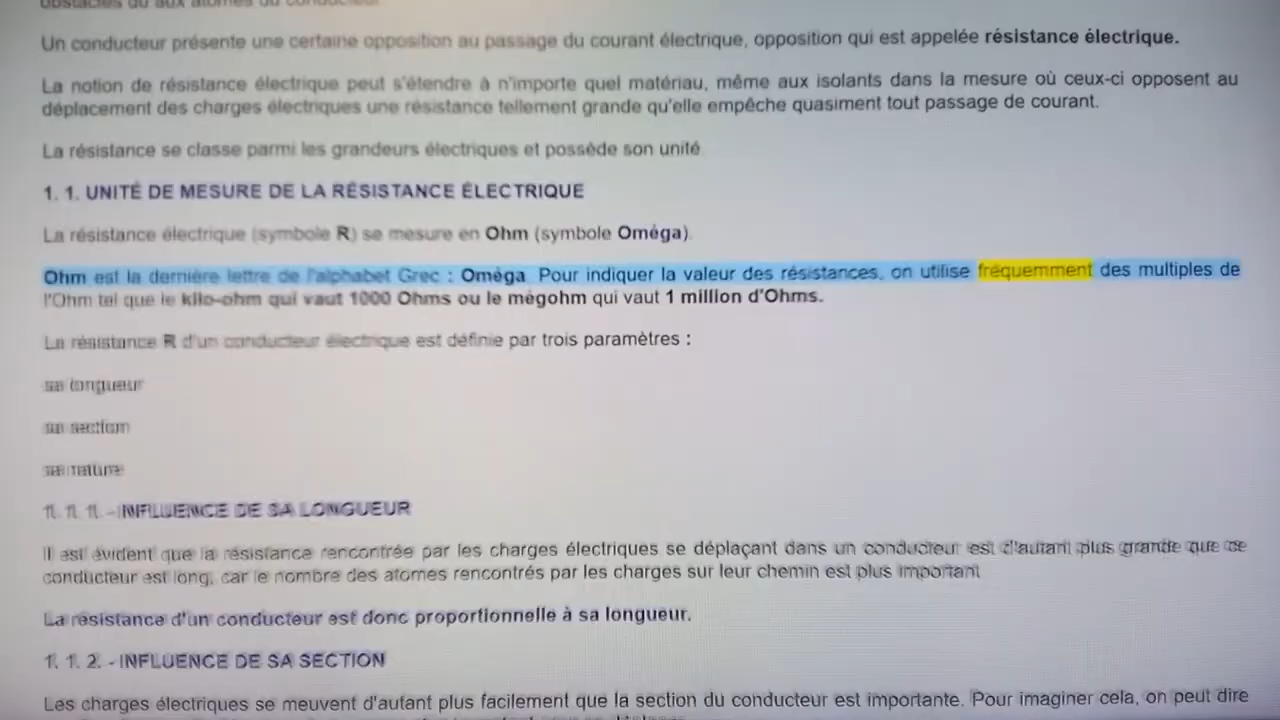 obstacles dû aux atomes du conducteur
Un conducteur présente une certaine opposition au passage du courant électrique, opposition qui est appelée résistance électrique.
La notion de résistance électrique peut s'étendre à n'importe quel matériau, même aux isolants dans la mesure où ceux-ci opposent au
déplacement des charges électriques une résistance tellement grande qu'elle empêche quasiment tout passage de courant.
La résistance se classe parmi les grandeurs électriques et possède son unité.
1. 1. UNITÉ DE MESURE DE LA RÉSISTANCE ÉLECTRIQUE
La résistance électrique (symbole R) se mesure en Ohm (symbole Oméga).
Ohm est la dernière lettre de l'alphabet Grec : Oméga. Pour indiquer la valeur des résistances, on utilise fréquemment des multiples de
l'Ohm tel que le kilo-ohm qui vaut 1000 Ohms ou le mégohm qui vaut 1 million d'Ohms.
La résistance R d'un conducteur électrique est définie par trois paramètres :
sa longueur
sa section
sa nature
1. 1. 1. - INFLUENCE DE SA LONGUEUR
Il est évident que la résistance rencontrée par les charges électriques se déplaçant dans un conducteur est d'autant plus grande que ce
conducteur est long, car le nombre des atomes rencontrés par les charges sur leur chemin est plus important
La résistance d'un conducteur est donc proportionnelle à sa longueur.
1. 1. 2. - INFLUENCE DE SA SECTION
Les charges électriques se meuvent d'autant plus facilement que la section du conducteur est importante. Pour imaginer cela, on peut dire